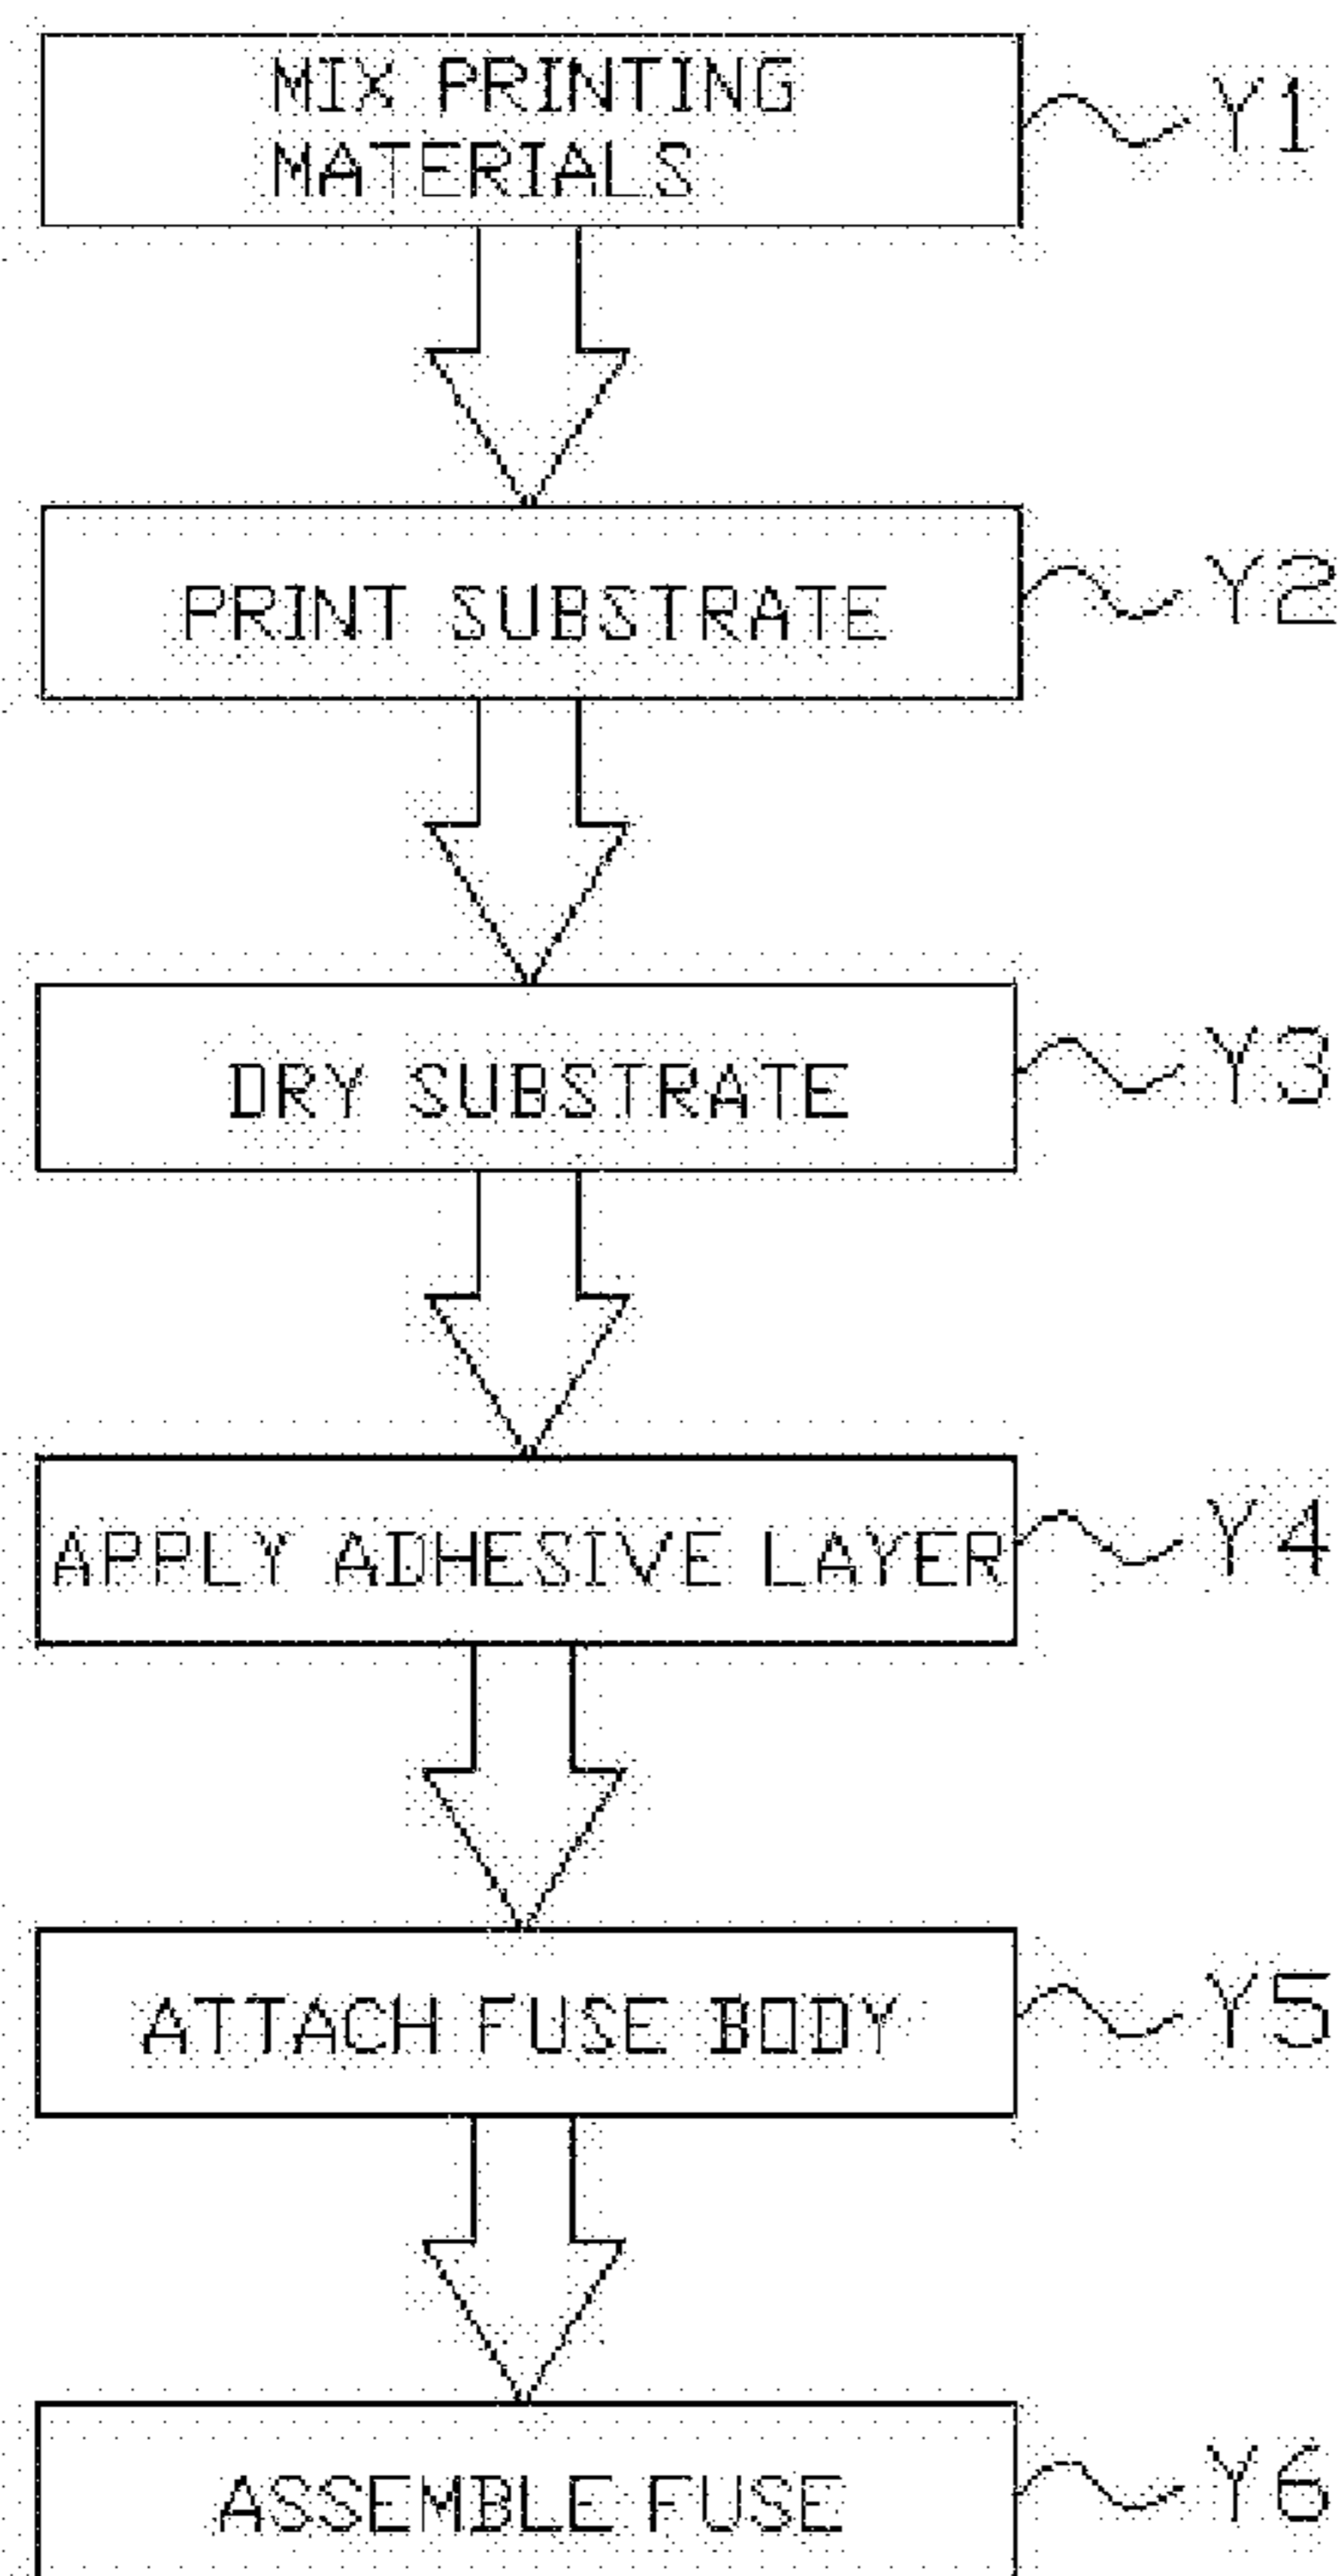 MIX PRINTING
MATERIALS
Y1
PRINT SUBSTRATE
Y2
DRY SUBSTRATE
Y3
APPLY ADHESIVE LAYER
Y4
ATTACH FUSE BODY
Y5
ASSEMBLE FUSE
Y6